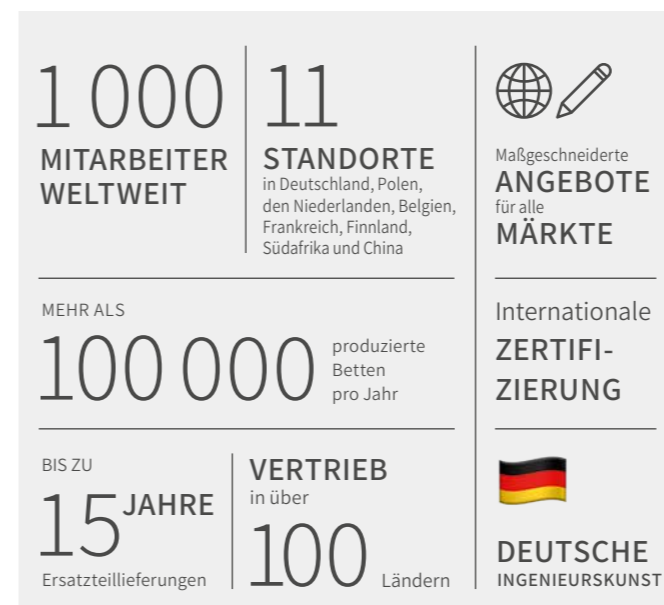 1 000
MITARBEITER
WELTWEIT
11
STANDORTE
in Deutschland, Polen,
den Niederlanden, Belgien,
Frankreich, Finnland,
Südafrika und China
Maßgeschneiderte
ANGEBOTE
für alle
MÄRKTE
MEHR ALS
100 000
produzierte
Betten
pro Jahr
Internationale
ZERTIFI-
ZIERUNG
BIS ZU
15 JAHRE
Ersatzteillieferungen
VERTRIEB
in über
100 Ländern
DEUTSCHE
INGENIEURSKUNST